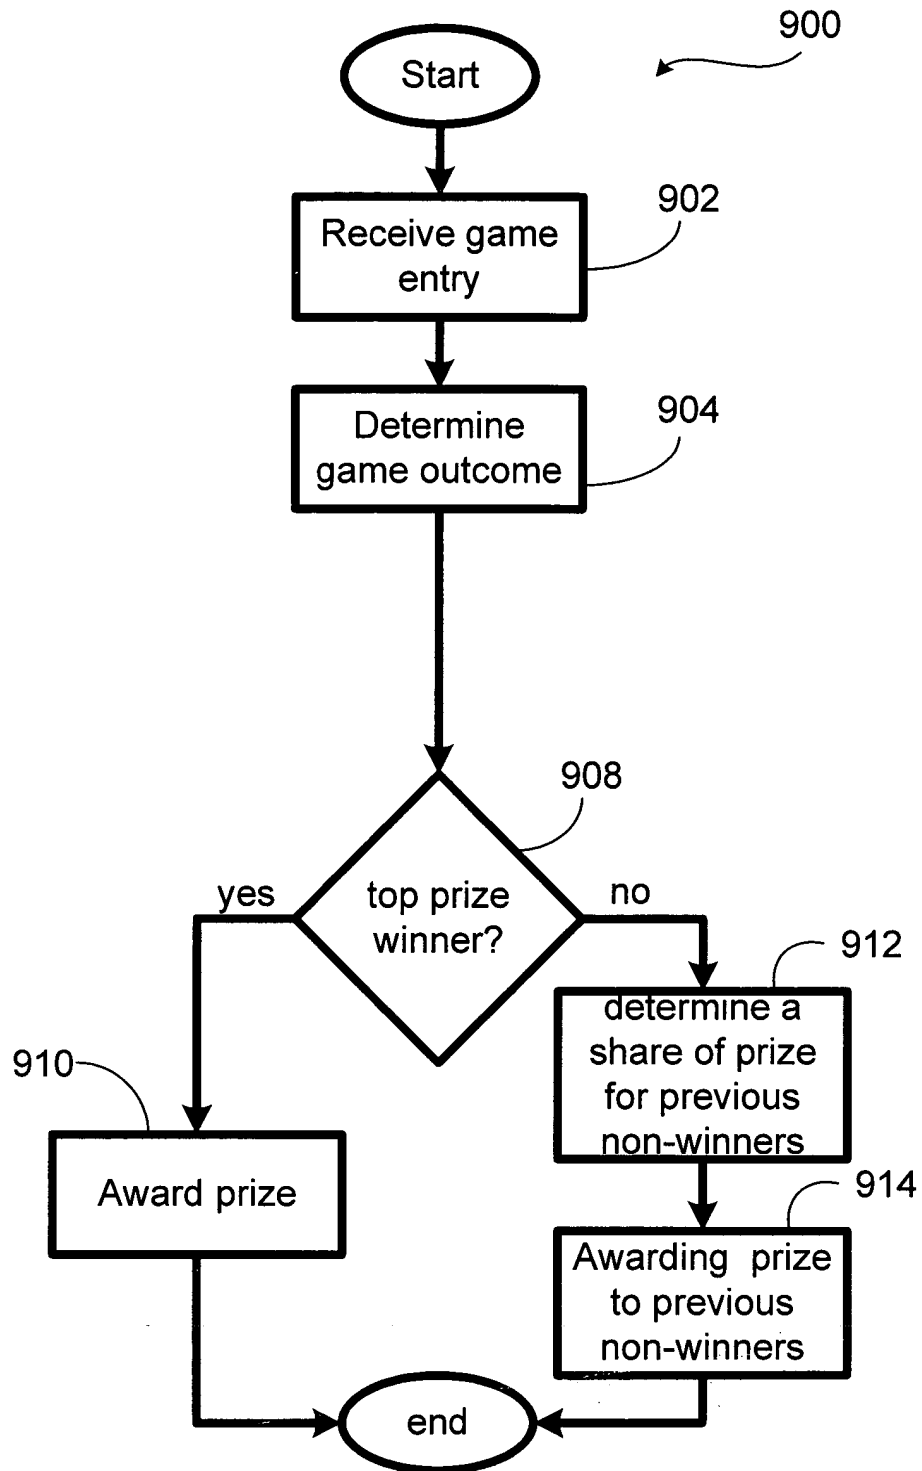 900
Start
902
Receive game
entry
904
Determine
game outcome
908
yes
top prize
winner?
no
912
determine a
share of prize
for previous
non-winners
910
Award prize
914
Awarding prize
to previous
non-winners
end